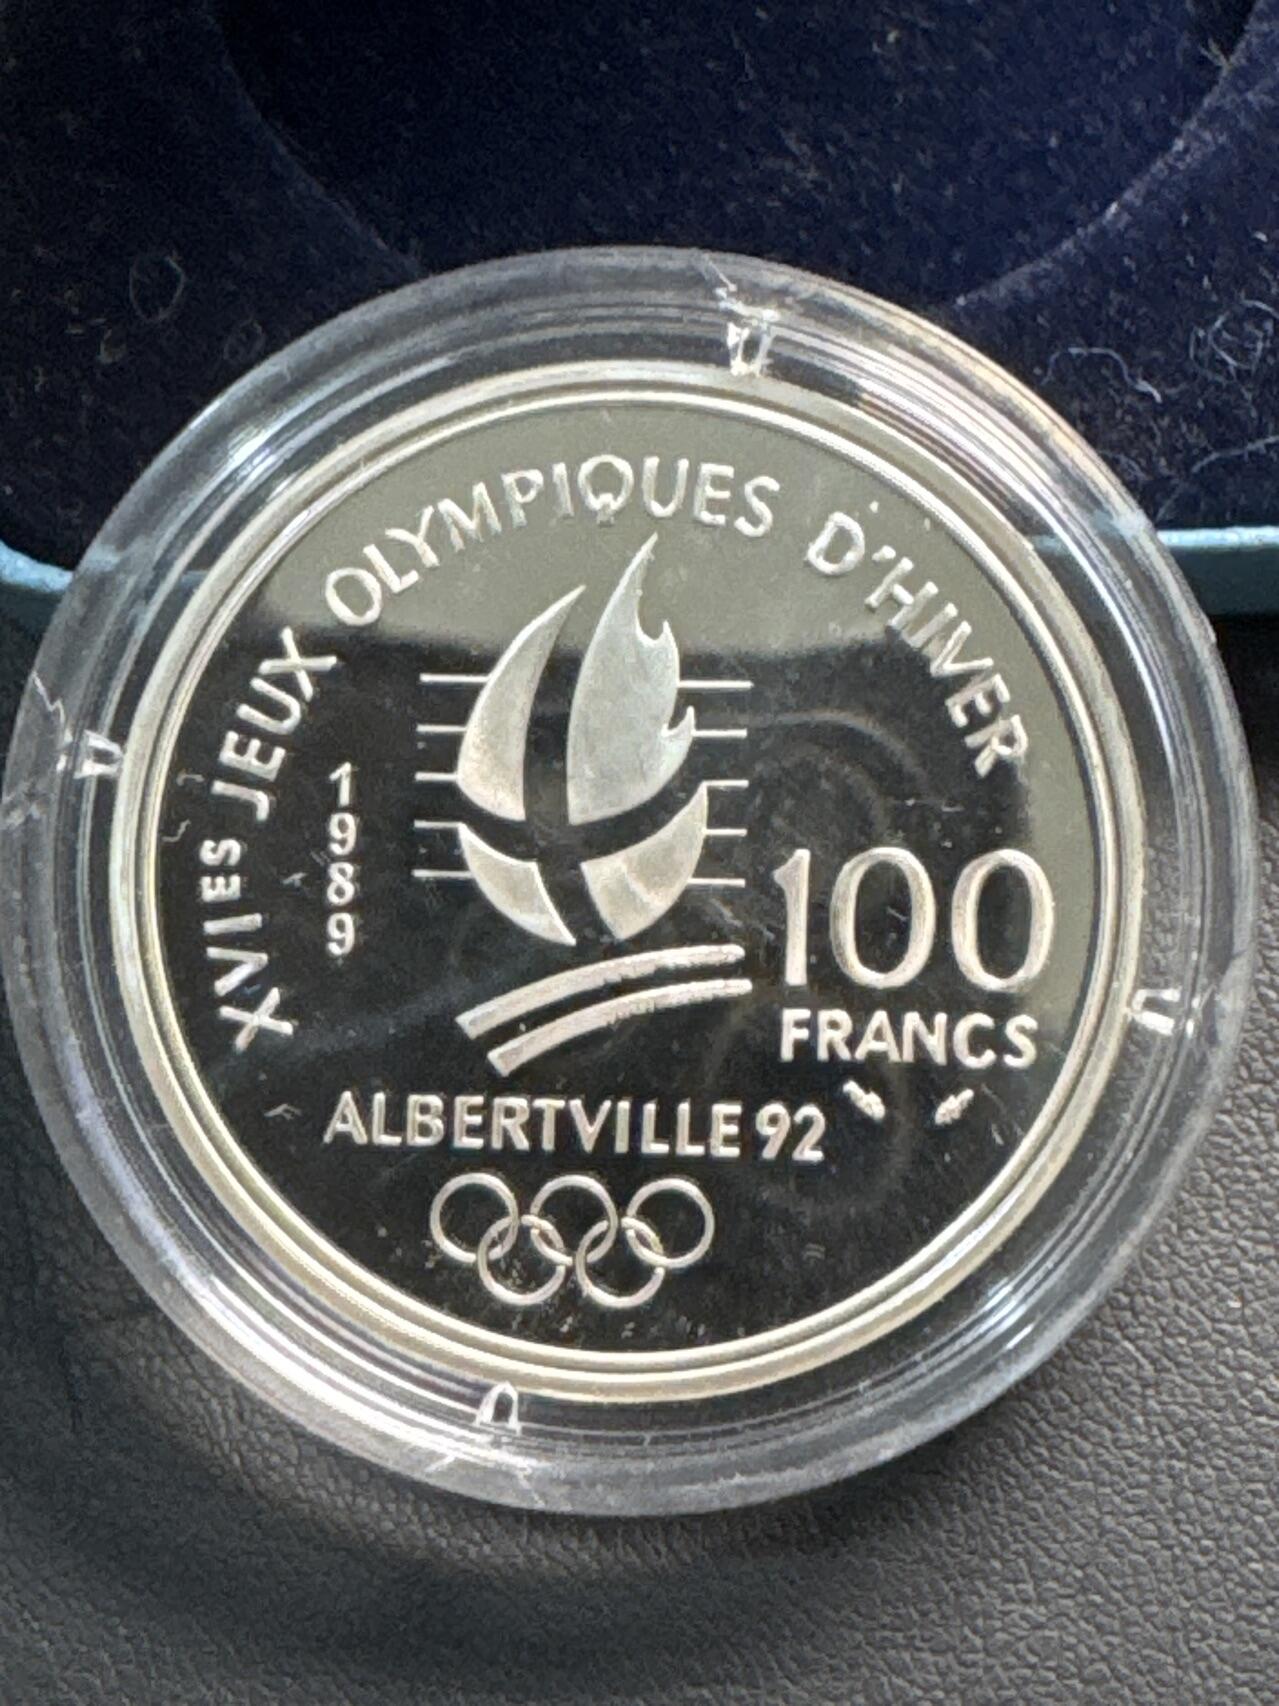 XVIES JEUX OLYMPIQUES D'HIVER
1989
100
FRANCS
ALBERTVILLE 92